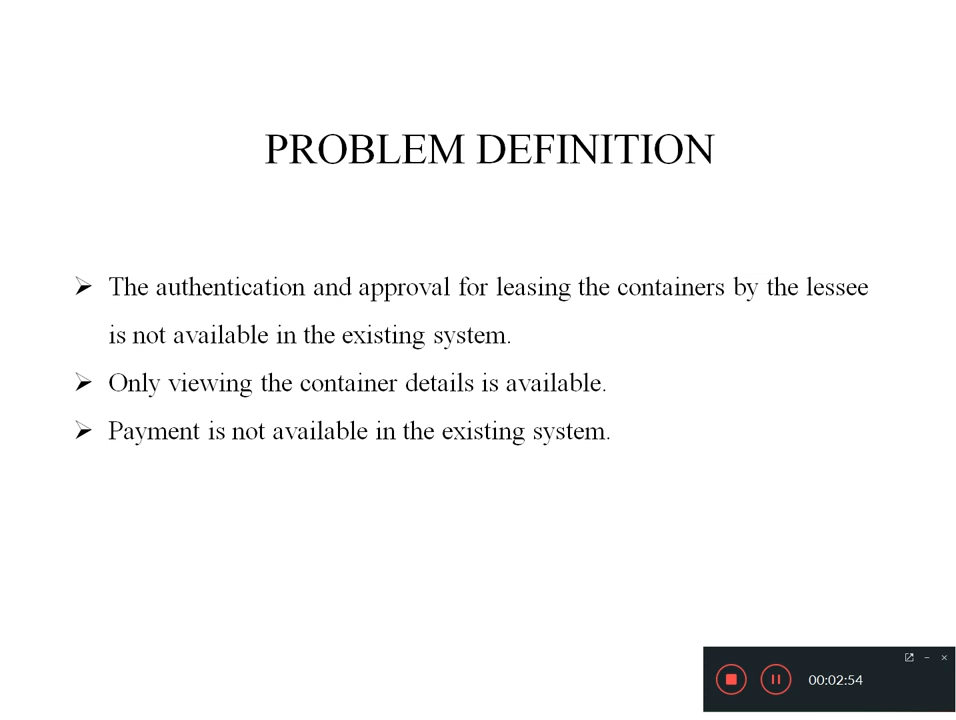 PROBLEM DEFINITION
➢ The authentication and approval for leasing the containers by the lessee
is not available in the existing system.
➢ Only viewing the container details is available.
➢ Payment is not available in the existing system.
00:02:54